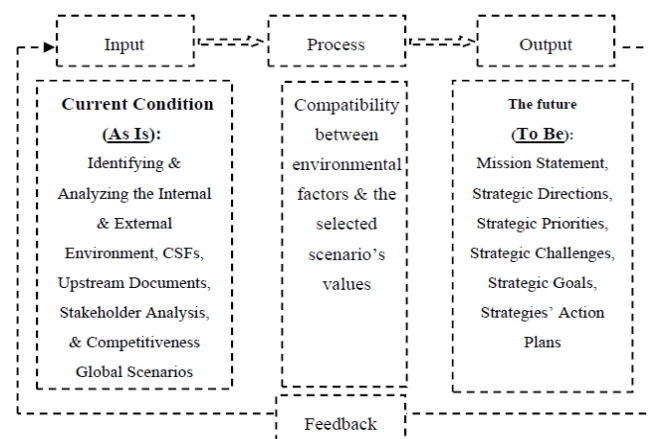 Input
Process
Output
Current Condition
(As Is):
Identifying &
Analyzing the Internal
& External
Environment, CSFs,
Upstream Documents,
Stakeholder Analysis,
& Competitiveness
Global Scenarios
Compatibility
between
environmental
factors & the
selected
scenario's
values
The future
(To Be):
Mission Statement,
Strategic Directions,
Strategic Priorities,
Strategic Challenges,
Strategic Goals,
Strategies' Action
Plans
Feedback